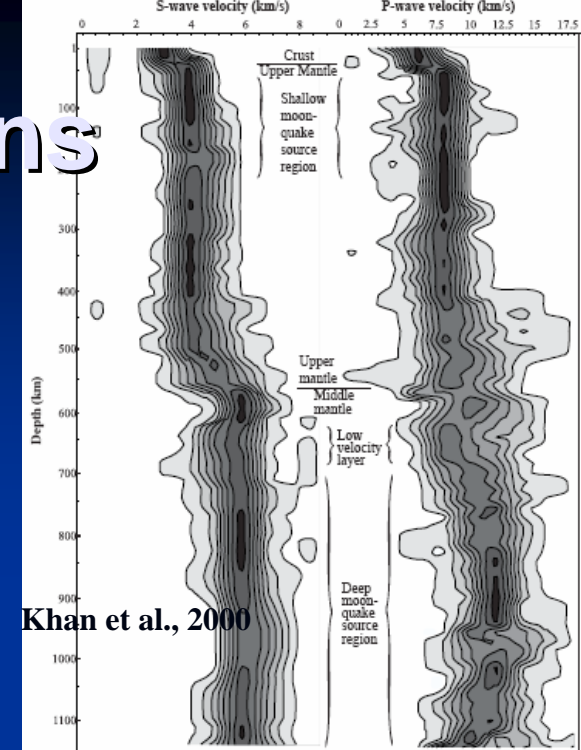 S-wave velocity (km/s)
P-wave velocity (km/s)
0 2 4 6 8
0 2.5 5 7.5 10 12.5 15 17.5
1
100
300
400
500
600
700
800
900
1000
1100
Depth (km)
Crust
Upper Mantle
Shallow
moon-
quake
source
region
Upper
mantle
Middle
mantle
Low
velocity
layer
Deep
moon-
quake
source
region
ns
Khan et al., 2000